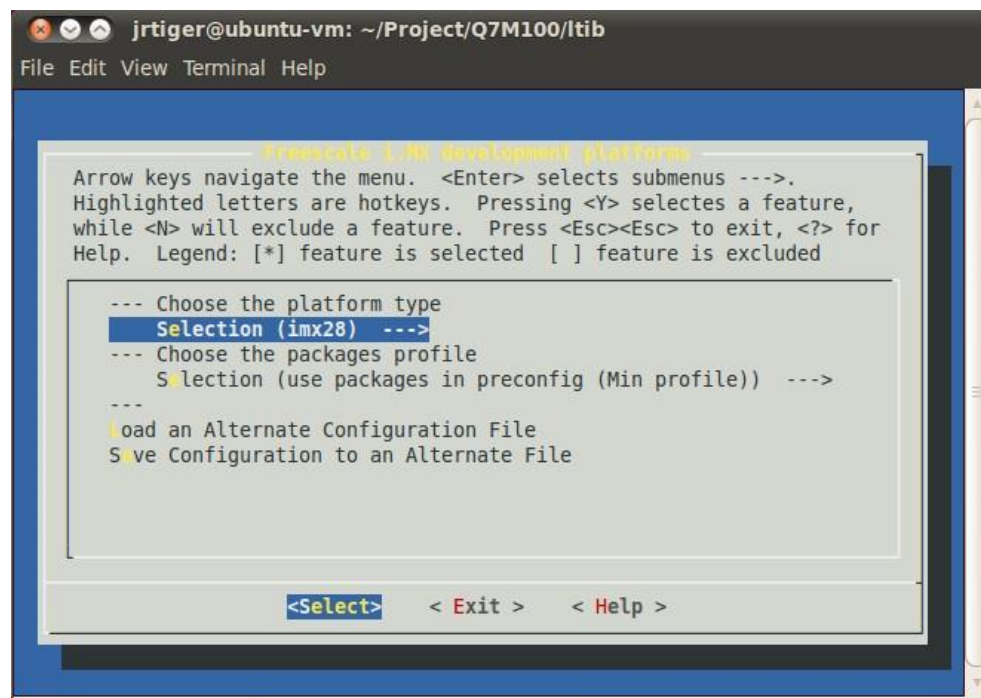 jrtiger@ubuntu-vm: ~/Project/Q7M100/ltib
File Edit View Terminal Help
Freescale i.MX development platforms
Arrow keys navigate the menu. <Enter> selects submenus --->.
Highlighted letters are hotkeys. Pressing <Y> selectes a feature,
while <N> will exclude a feature. Press <Esc><Esc> to exit, <?> for
Help. Legend: [*] feature is selected [ ] feature is excluded
--- Choose the platform type
Selection (imx28) --->
--- Choose the packages profile
Selection (use packages in preconfig (Min profile)) --->
---
Load an Alternate Configuration File
Save Configuration to an Alternate File
<Select> < Exit > < Help >